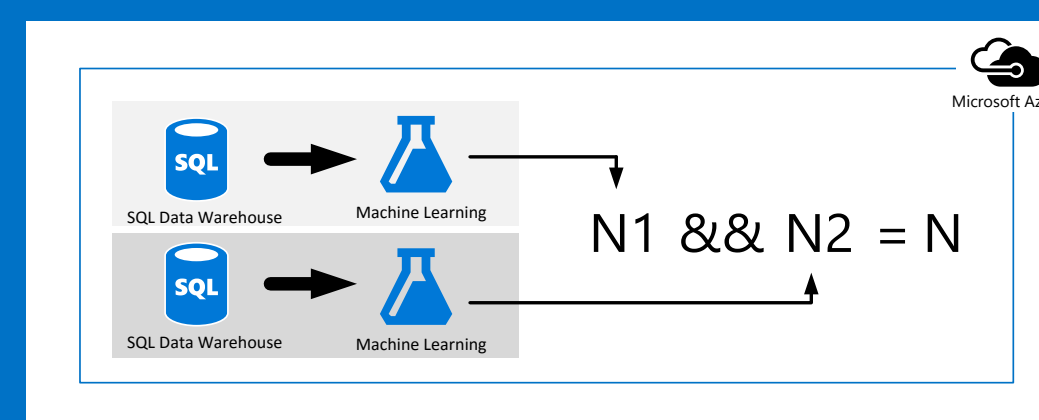 Microsoft Az
SQL
SQL Data Warehouse
Machine Learning
N1 && N2 = N
SQL
SQL Data Warehouse
Machine Learning